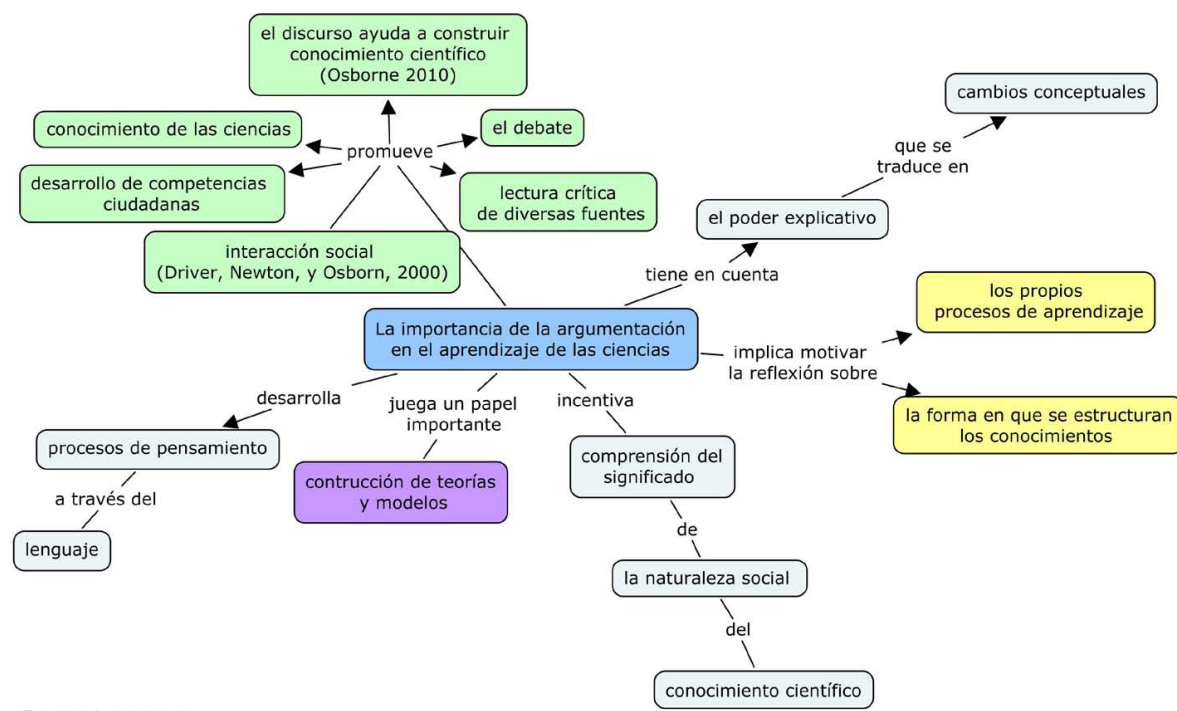 el discurso ayuda a construir
conocimiento científico
(Osborne 2010)
conocimiento de las ciencias
el debate
promueve
desarrollo de competencias
ciudadanas
lectura crítica
de diversas fuentes
interacción social
(Driver, Newton, y Osborn, 2000)
cambios conceptuales
que se
traduce en
el poder explicativo
tiene en cuenta
La importancia de la argumentación
en el aprendizaje de las ciencias
implica motivar
la reflexión sobre
los propios
procesos de aprendizaje
la forma en que se estructuran
los conocimientos
desarrolla
procesos de pensamiento
a través del
lenguaje
juega un papel
importante
contrucción de teorías
y modelos
incentiva
comprensión del
significado
de
la naturaleza social
del
conocimiento científico